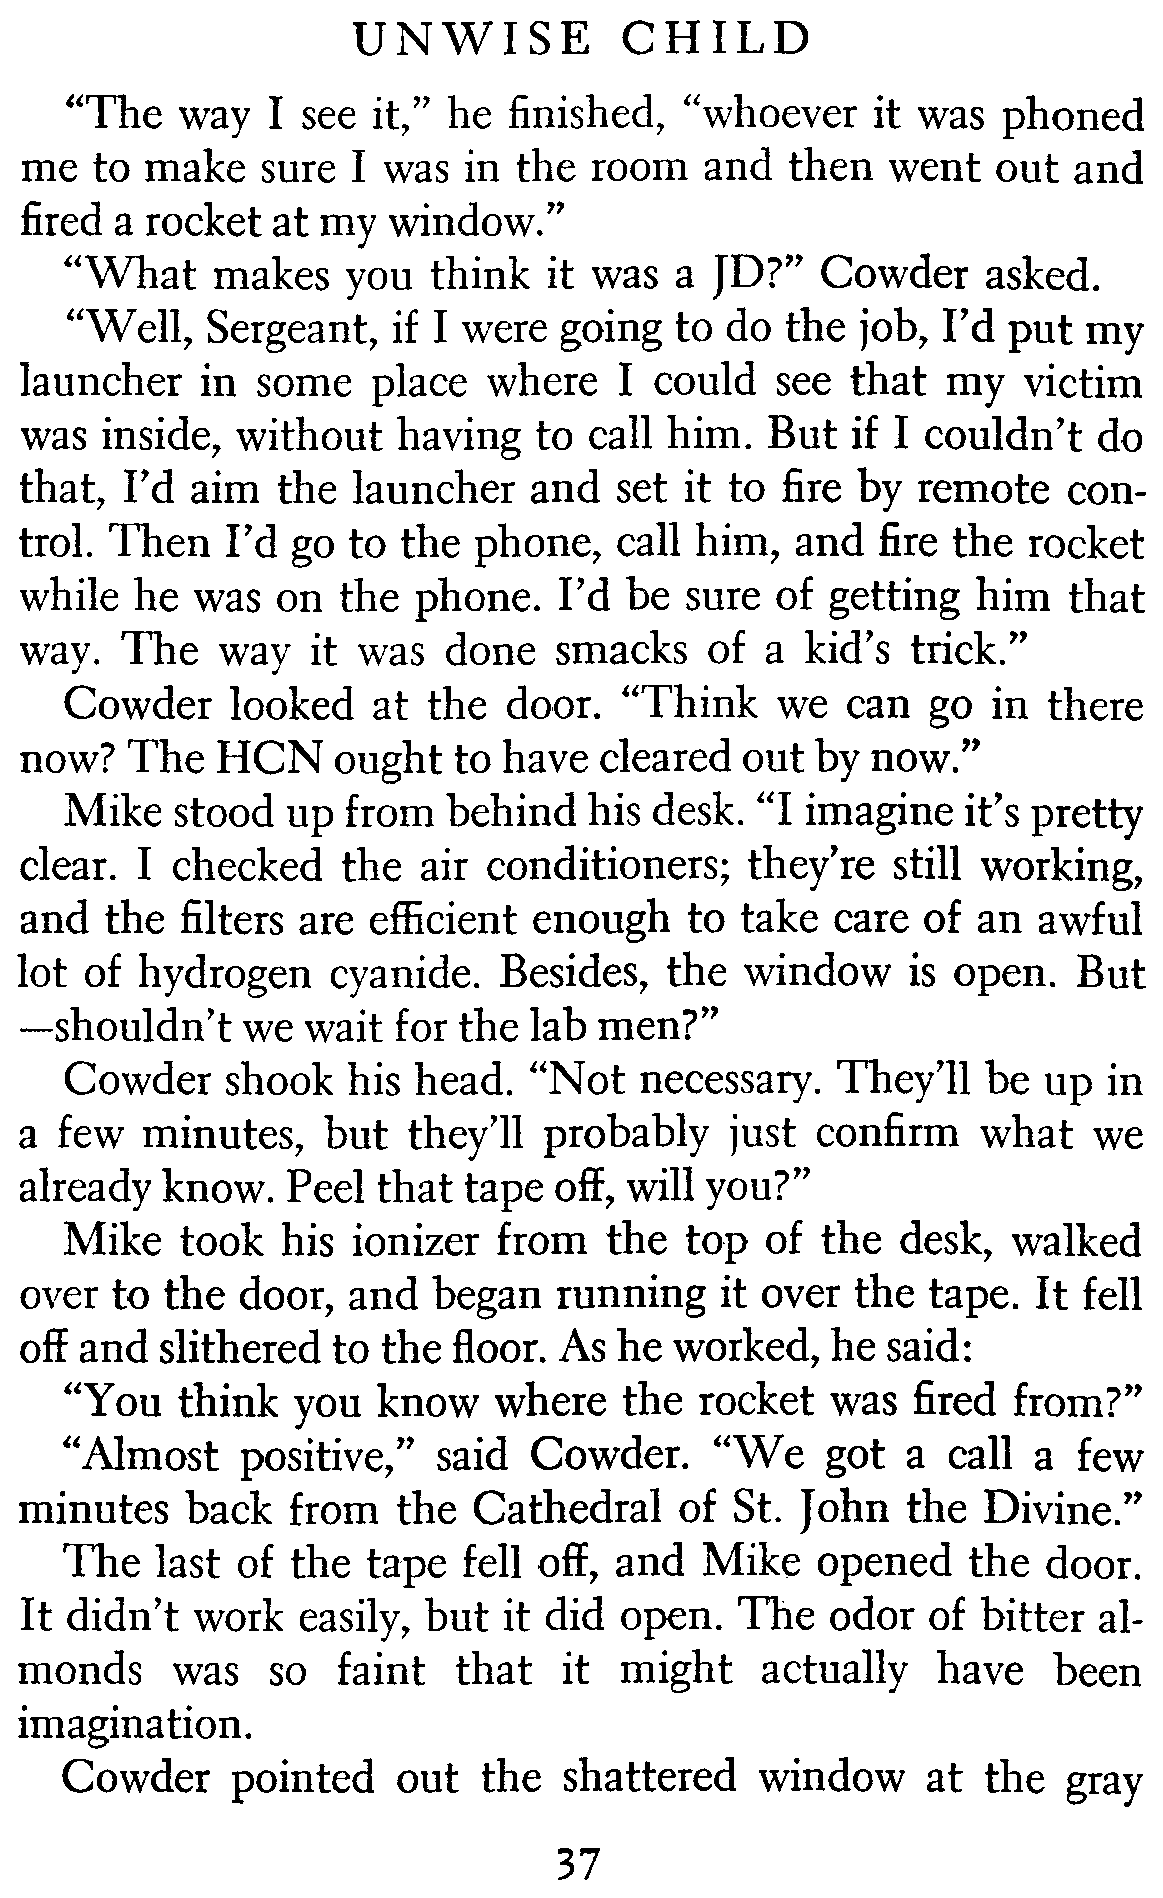 UNWISE CHILD
“The way I see it,” he finished, “whoever it was phoned
me to make sure I was in the room and then went out and
fired a rocket at my window.”
“What makes you think it was a JD?” Cowder asked.
“Well, Sergeant, if I were going to do the job, I’d put my
launcher in some place where I could see that my victim
was inside, without having to call him. But if I couldn’t do
that, I’d aim the launcher and set it to fire by remote con-
trol. Then I’d go to the phone, call him, and fire the rocket
while he was on the phone. I’d be sure of getting him that
way. The way it was done smacks of a kid’s trick.”
Cowder looked at the door. “Think we can go in there
now? The HCN ought to have cleared out by now.”
Mike stood up from behind his desk. “I imagine it’s pretty
clear. I checked the air conditioners; they’re still working,
and the filters are efficient enough to take care of an awful
lot of hydrogen cyanide. Besides, the window is open. But
—shouldn’t we wait for the lab men?”
Cowder shook his head. “Not necessary. They’ll be up in
a few minutes, but they’ll probably just confirm what we
already know. Peel that tape off, will you?”
Mike took his ionizer from the top of the desk, walked
over to the door, and began running it over the tape. It fell
off and slithered to the floor. As he worked, he said:
“You think you know where the rocket was fired from?”
“Almost positive,” said Cowder. “We got a call a few
minutes back from the Cathedral of St. John the Divine.”
The last of the tape fell off, and Mike opened the door.
It didn’t work easily, but it did open. The odor of bitter al-
monds was so faint that it might actually have been
imagination.
Cowder pointed out the shattered window at the gray
37